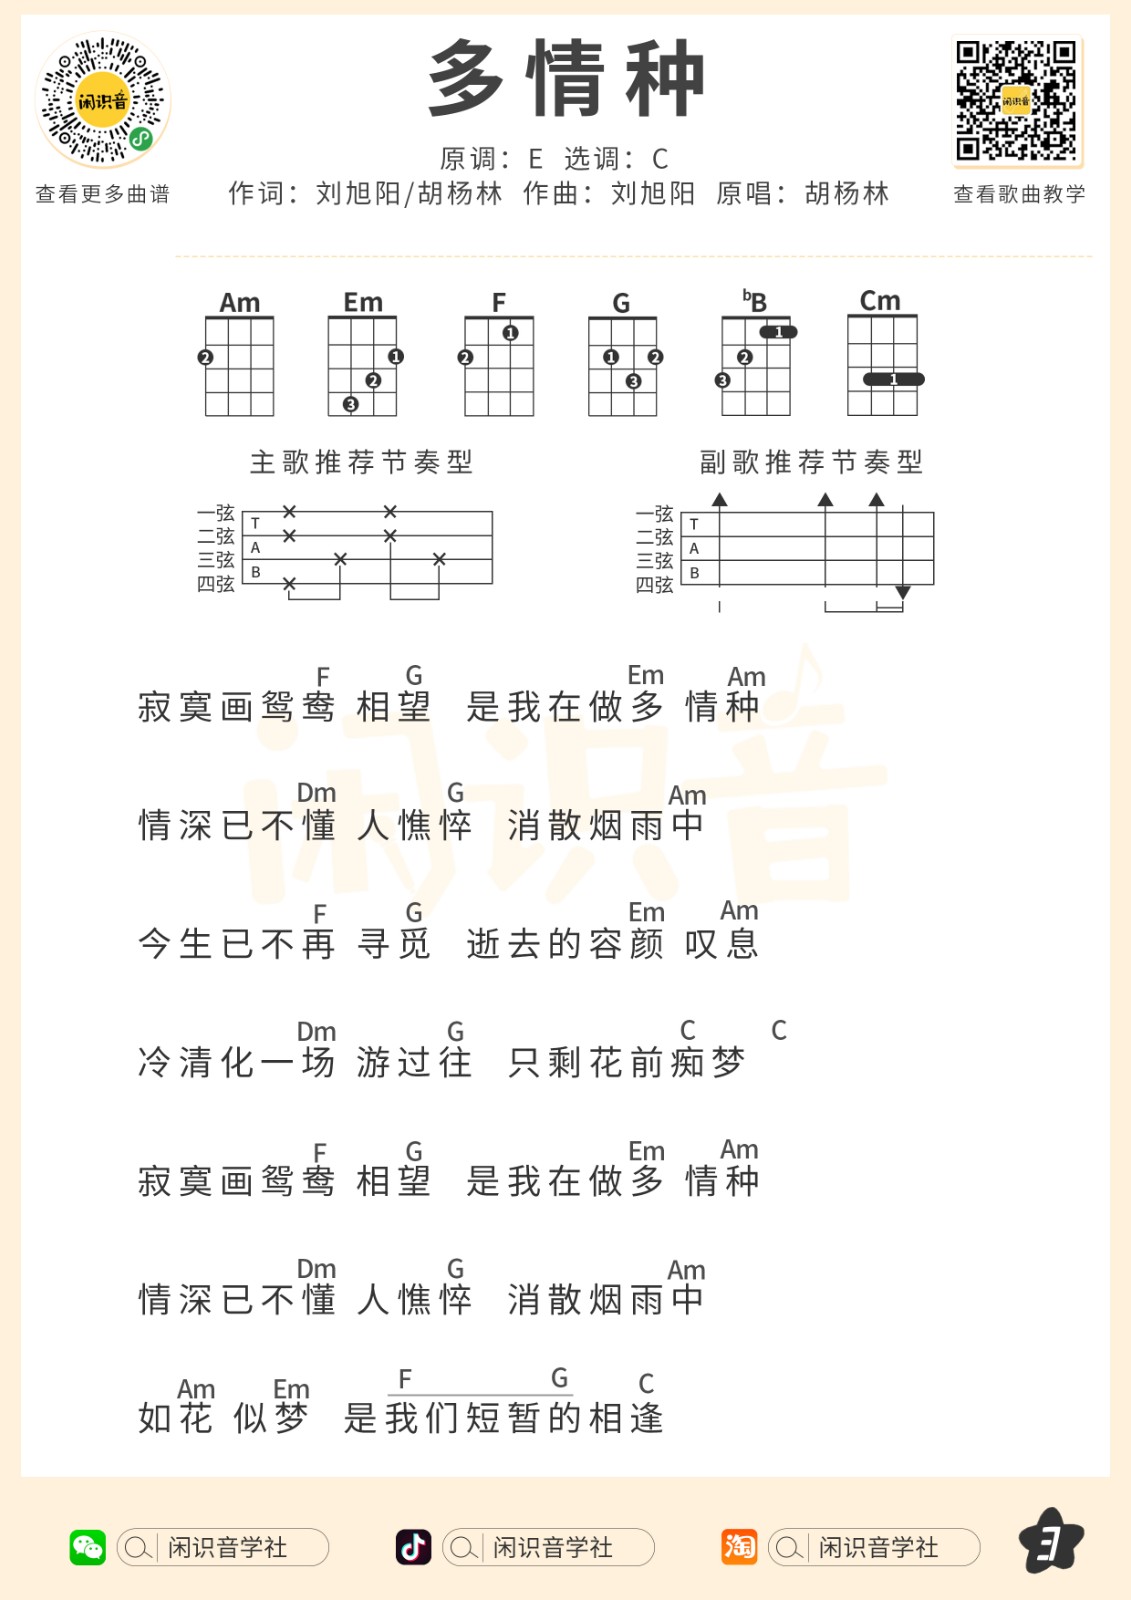 多情种
闲识音
闲识音
原调：E 选调：C
查看更多曲谱
作词：刘旭阳/胡杨林 作曲：刘旭阳 原唱：胡杨林
查看歌曲教学
Am Em F G bB Cm
2
2 1
1 2 3
1 2 3
1 2 3
1
主歌推荐节奏型 副歌推荐节奏型
一弦 T
二弦 A
三弦 B
四弦
一弦 T
二弦 A
三弦 B
四弦
F G Em Am
寂寞画鸳鸯 相望 是我在做多 情种
Dm G Am
情深已不懂 人憔悴 消散烟雨中
闲识音
F G Em Am
今生已不再 寻觅 逝去的容颜 叹息
Dm G C C
冷清化一场 游过往 只剩花前痴梦
F G Em Am
寂寞画鸳鸯 相望 是我在做多 情种
Dm G Am
情深已不懂 人憔悴 消散烟雨中
Am Em F G C
如花 似梦 是我们短暂的相逢
闲识音学社
闲识音学社
淘 闲识音学社
3